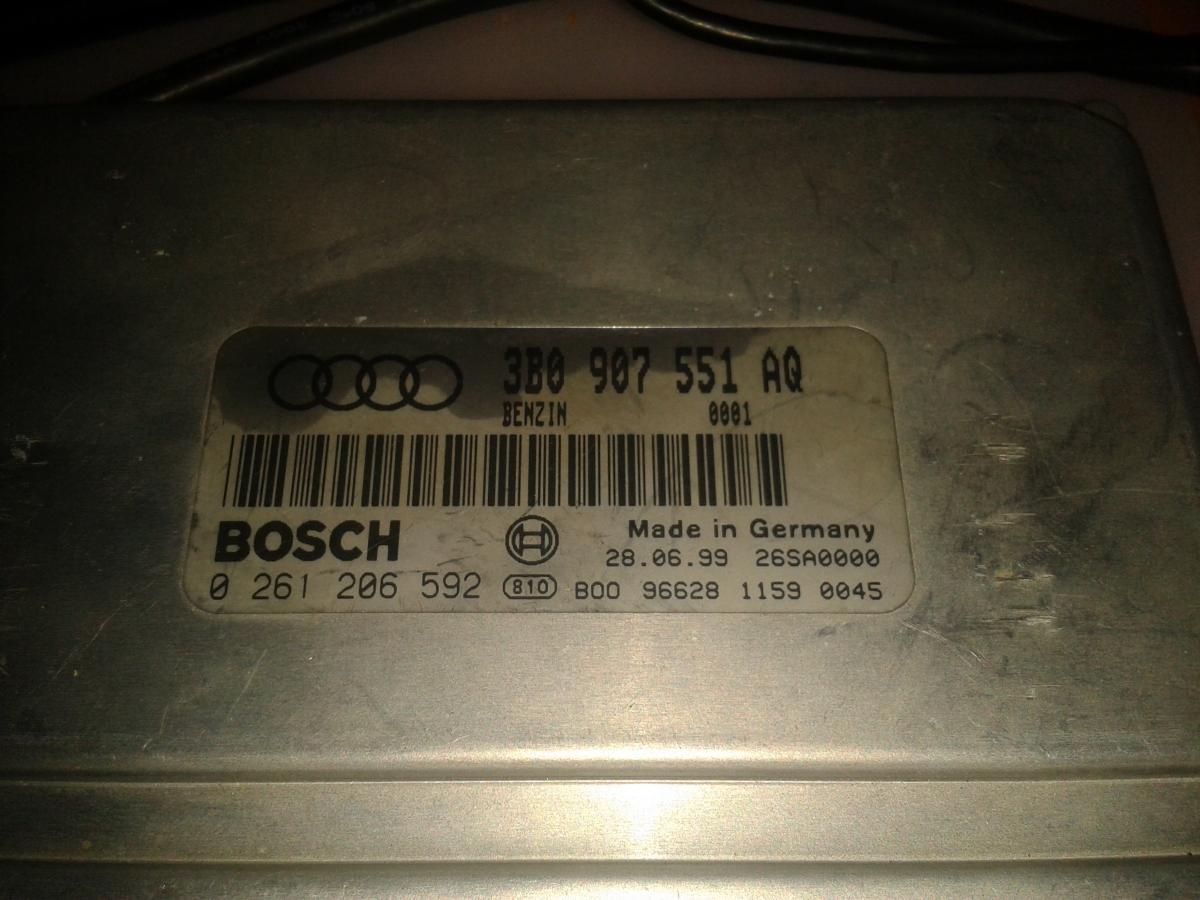 3B0 907 551 AQ
BENZIN 0001
BOSCH
Made in Germany
28.06.99 26SA0000
0 261 206 592 810 B00 96628 1159 0045